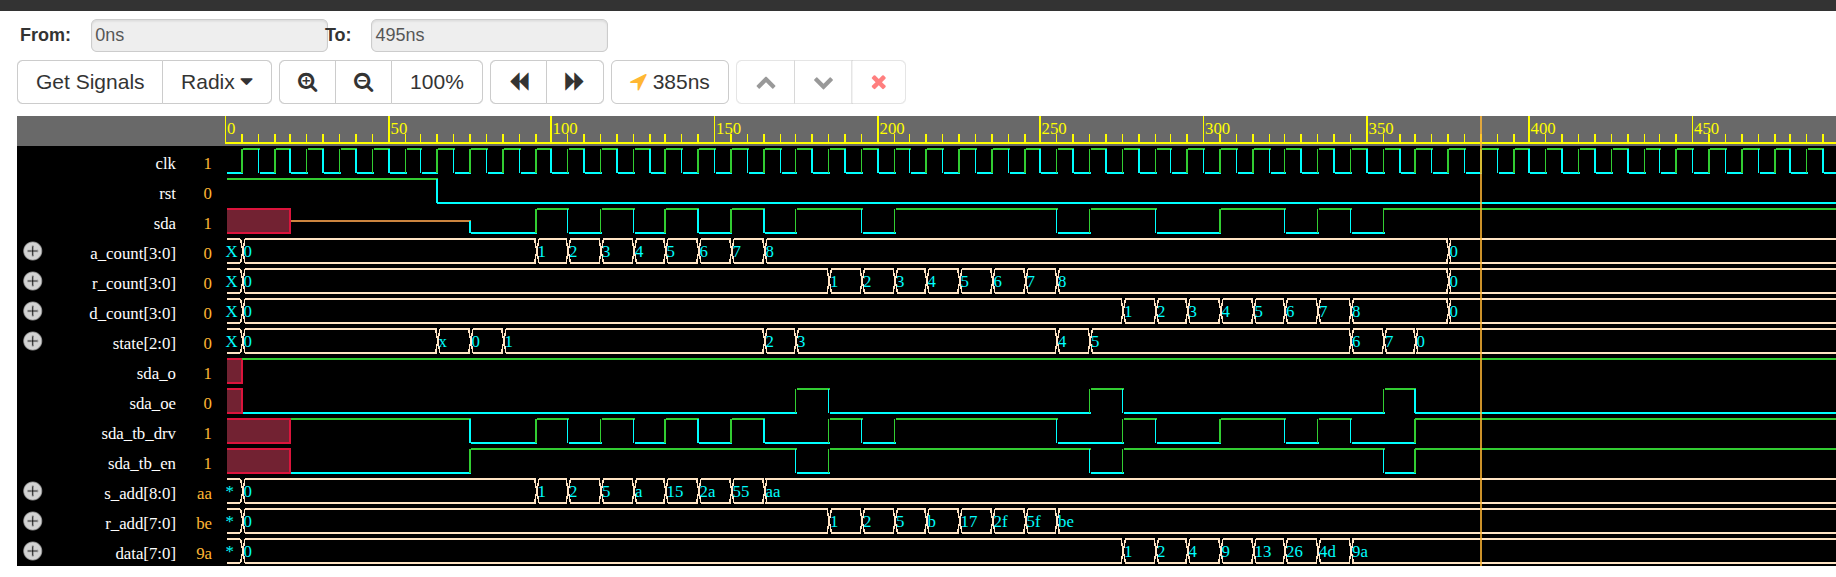 From: 0ns To: 495ns
Get Signals Radix 100% 385ns
0 50 100 150 200 250 300 350 400 450
clk 1
rst 0
sda 1
a_count[3:0] 0 X 0 1 2 3 4 5 6 7 8 0
r_count[3:0] 0 X 0 1 2 3 4 5 6 7 8 0
d_count[3:0] 0 X 0 1 2 3 4 5 6 7 8 0
state[2:0] 0 X 0 x 0 1 2 3 4 5 6 7 0
sda_o 1
sda_oe 0
sda_tb_drv 1
sda_tb_en 1
s_add[8:0] aa * 0 1 2 5 a 15 2a 55 aa
r_add[7:0] be * 0 1 2 5 b 17 2f 5f be
data[7:0] 9a * 0 1 2 4 9 13 26 4d 9a